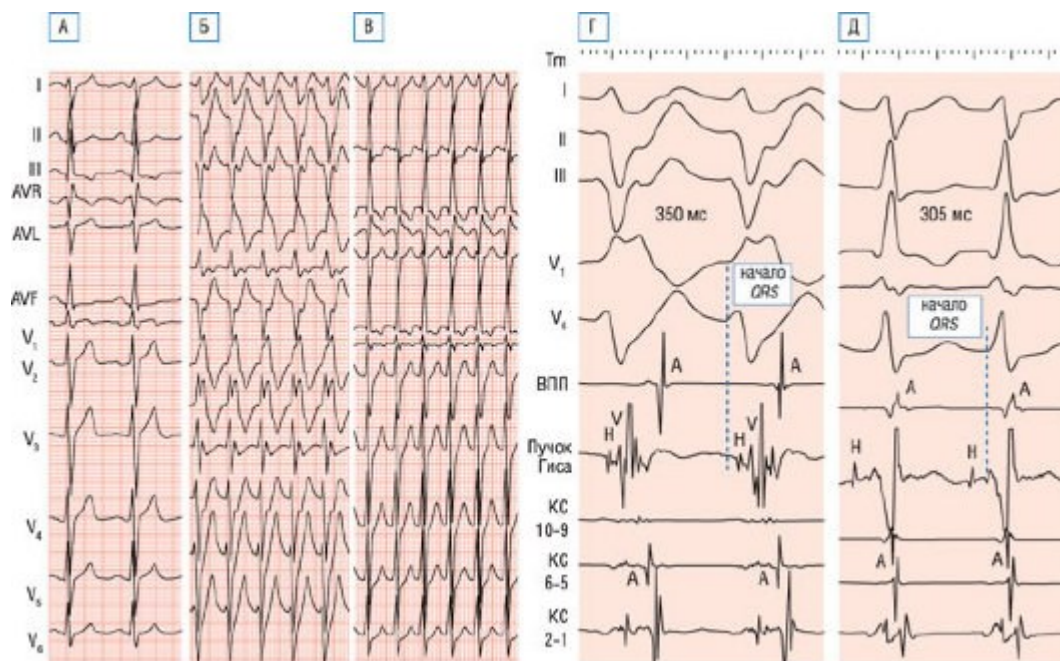 А
Б
В
Г
Д
Tm
I
II
III
AVR
AVL
AVF
V₁
V₂
V₃
V₄
V₅
V₆
I
II
III
350 мс
V₁
начало
QRS
V₆
A
A
ВПП
H
V
H
V
Пучок
Гиса
КС
10-9
КС
6-5
A
A
КС
2-1
305 мс
начало
QRS
A
A
H
H
A
A